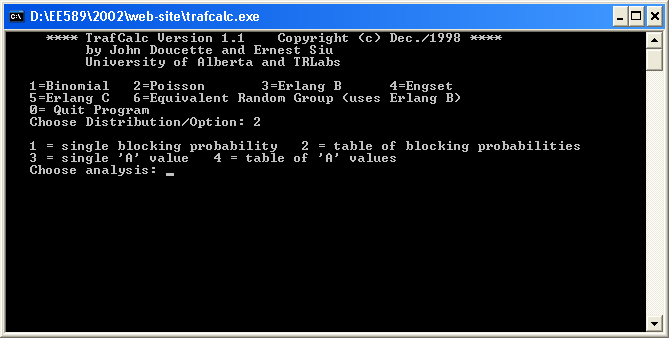 D:\EE589\2002\web-site\trafcalc.exe
**** TrafCalc Version 1.1    Copyright (c) Dec./1998 ****
by John Doucette and Ernest Siu
University of Alberta and TRLabs
1=Binomial   2=Poisson       3=Erlang B      4=Engset
5=Erlang C   6=Equivalent Random Group (uses Erlang B)
0= Quit Program
Choose Distribution/Option: 2
1 = single blocking probability   2 = table of blocking probabilities
3 = single 'A' value   4 = table of 'A' values
Choose analysis: _